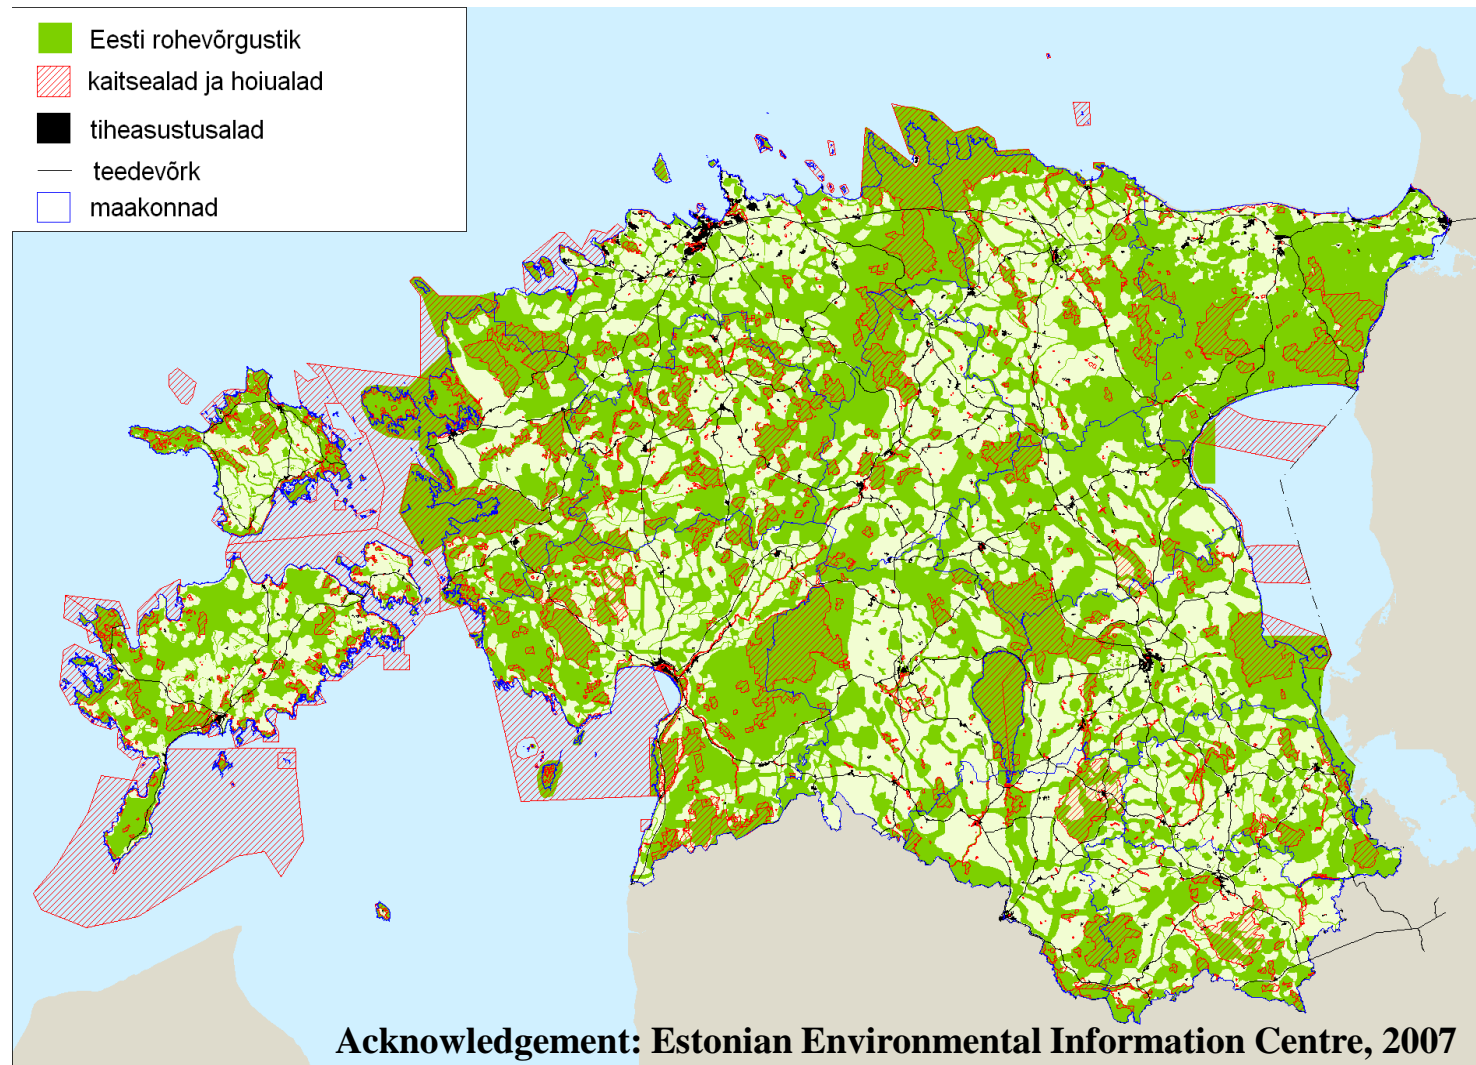 Eesti rohevõrgustik
kaitsealad ja hoiualad
tiheasustusalad
teedevõrk
maakonnad
Acknowledgement: Estonian Environmental Information Centre, 2007